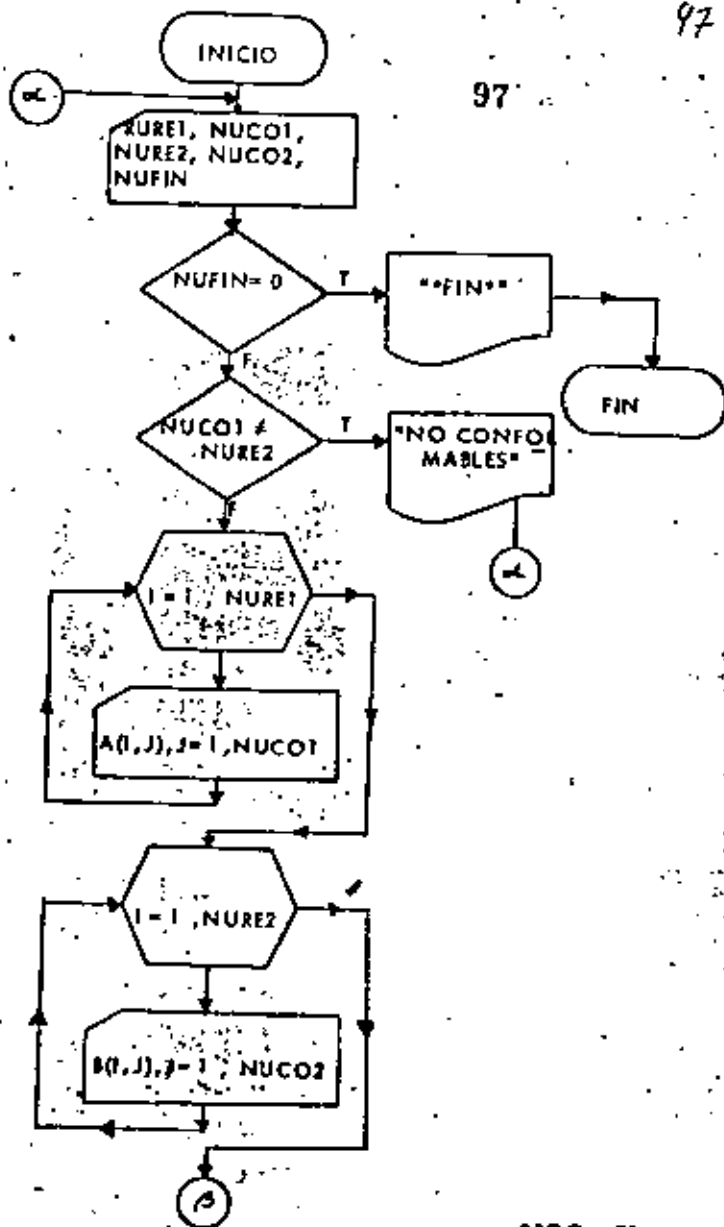 97
INICIO
97
α
RURE1, NUCO1,
NURE2, NUCO2,
NUFIN
NUFIN= 0
T
"*FIN*"
F
FIN
NUCO1 ≠
NURE2
T
"NO CONFOR
MABLES"
F
α
I = 1, NURE1
A(I,J),J= 1,NUCO1
I = 1 ,NURE2
B(I,J),J= 1, NUCO2
β